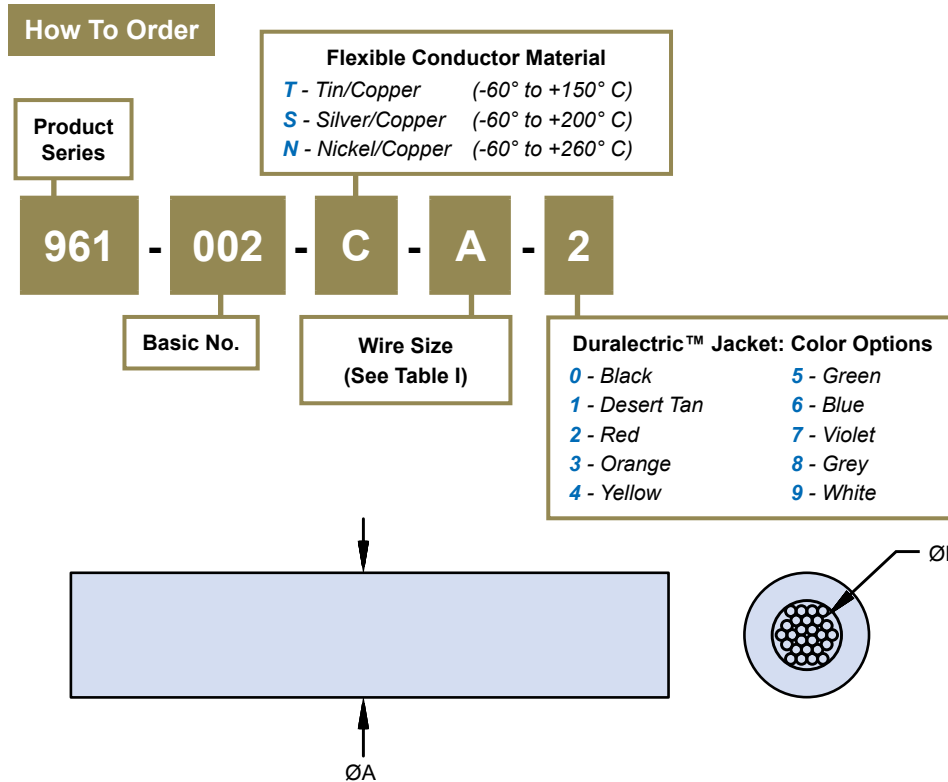 How To Order
Flexible Conductor Material
T - Tin/Copper (-60° to +150° C)
S - Silver/Copper (-60° to +200° C)
N - Nickel/Copper (-60° to +260° C)
Product
Series
961 - 002 - C - A - 2
Basic No.
Wire Size
(See Table I)
Duralectric™ Jacket: Color Options
0 - Black
1 - Desert Tan
2 - Red
3 - Orange
4 - Yellow
5 - Green
6 - Blue
7 - Violet
8 - Grey
9 - White
ØA